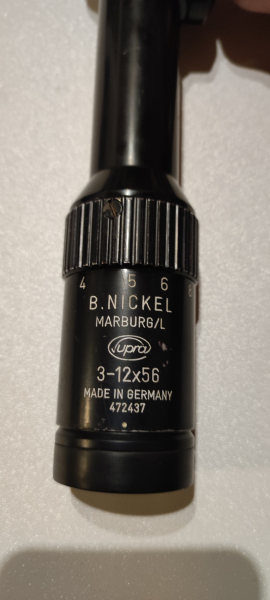 4 5 6
B.NICKEL
MARBURG/L
Supra
3-12x56
MADE IN GERMANY
472437